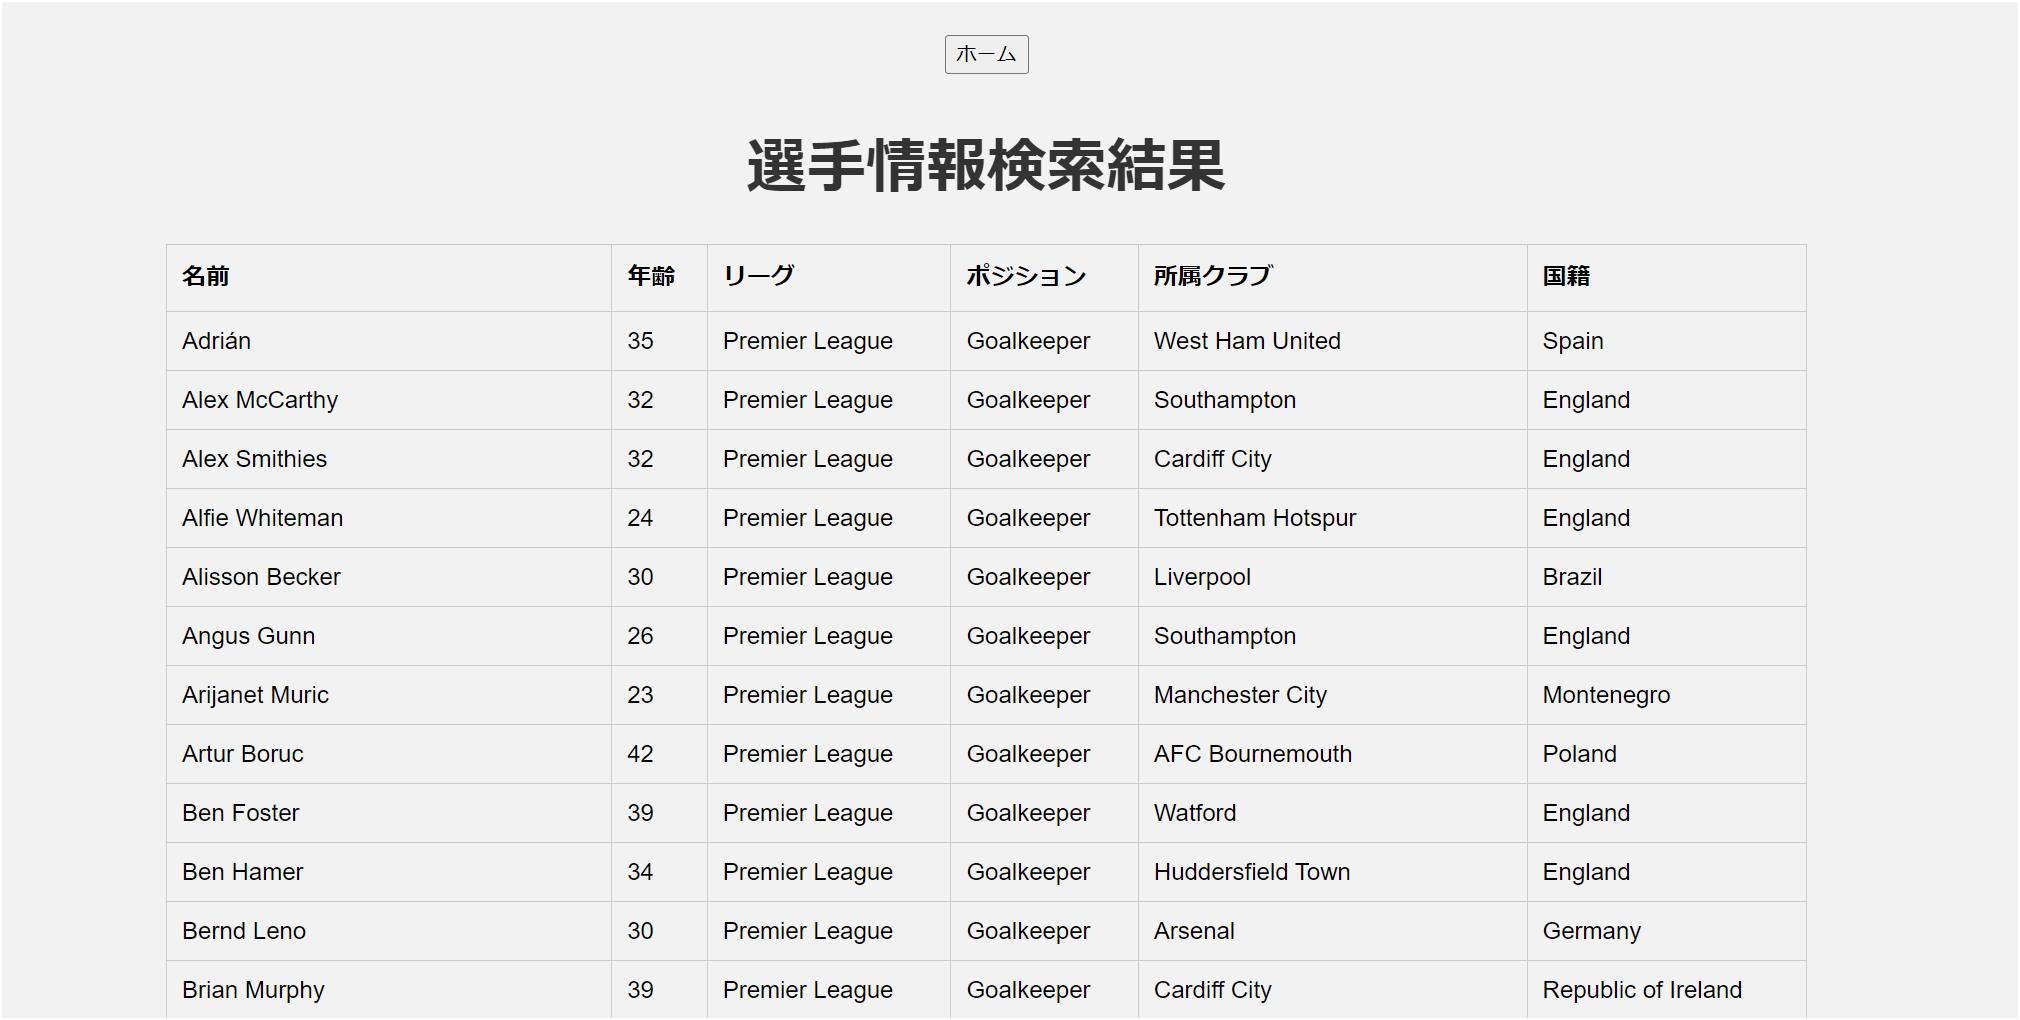 ホーム
選手情報検索結果
名前 年齢 リーグ ポジション 所属クラブ 国籍
Adrián 35 Premier League Goalkeeper West Ham United Spain
Alex McCarthy 32 Premier League Goalkeeper Southampton England
Alex Smithies 32 Premier League Goalkeeper Cardiff City England
Alfie Whiteman 24 Premier League Goalkeeper Tottenham Hotspur England
Alisson Becker 30 Premier League Goalkeeper Liverpool Brazil
Angus Gunn 26 Premier League Goalkeeper Southampton England
Arijanet Muric 23 Premier League Goalkeeper Manchester City Montenegro
Artur Boruc 42 Premier League Goalkeeper AFC Bournemouth Poland
Ben Foster 39 Premier League Goalkeeper Watford England
Ben Hamer 34 Premier League Goalkeeper Huddersfield Town England
Bernd Leno 30 Premier League Goalkeeper Arsenal Germany
Brian Murphy 39 Premier League Goalkeeper Cardiff City Republic of Ireland